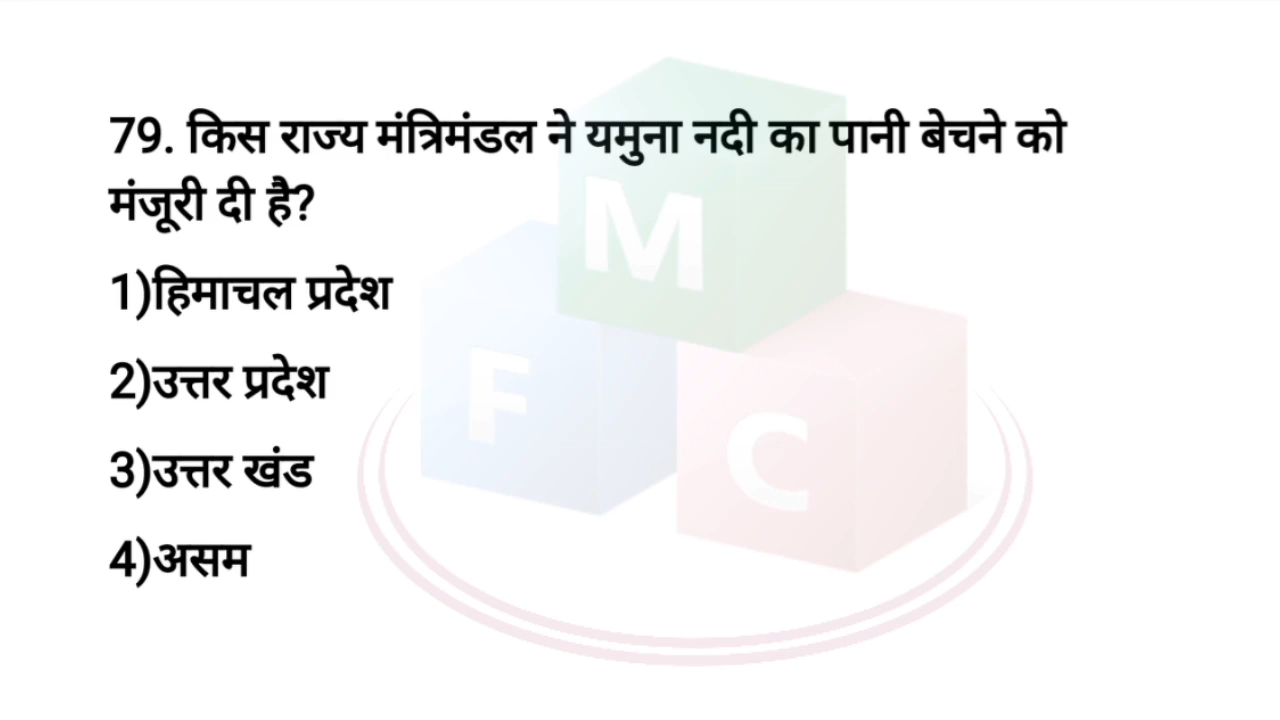 79. किस राज्य मंत्रिमंडल ने यमुना नदी का पानी बेचने को
मंजूरी दी है?
1)हिमाचल प्रदेश
2)उत्तर प्रदेश
3)उत्तर खंड
4)असम
M
F
C